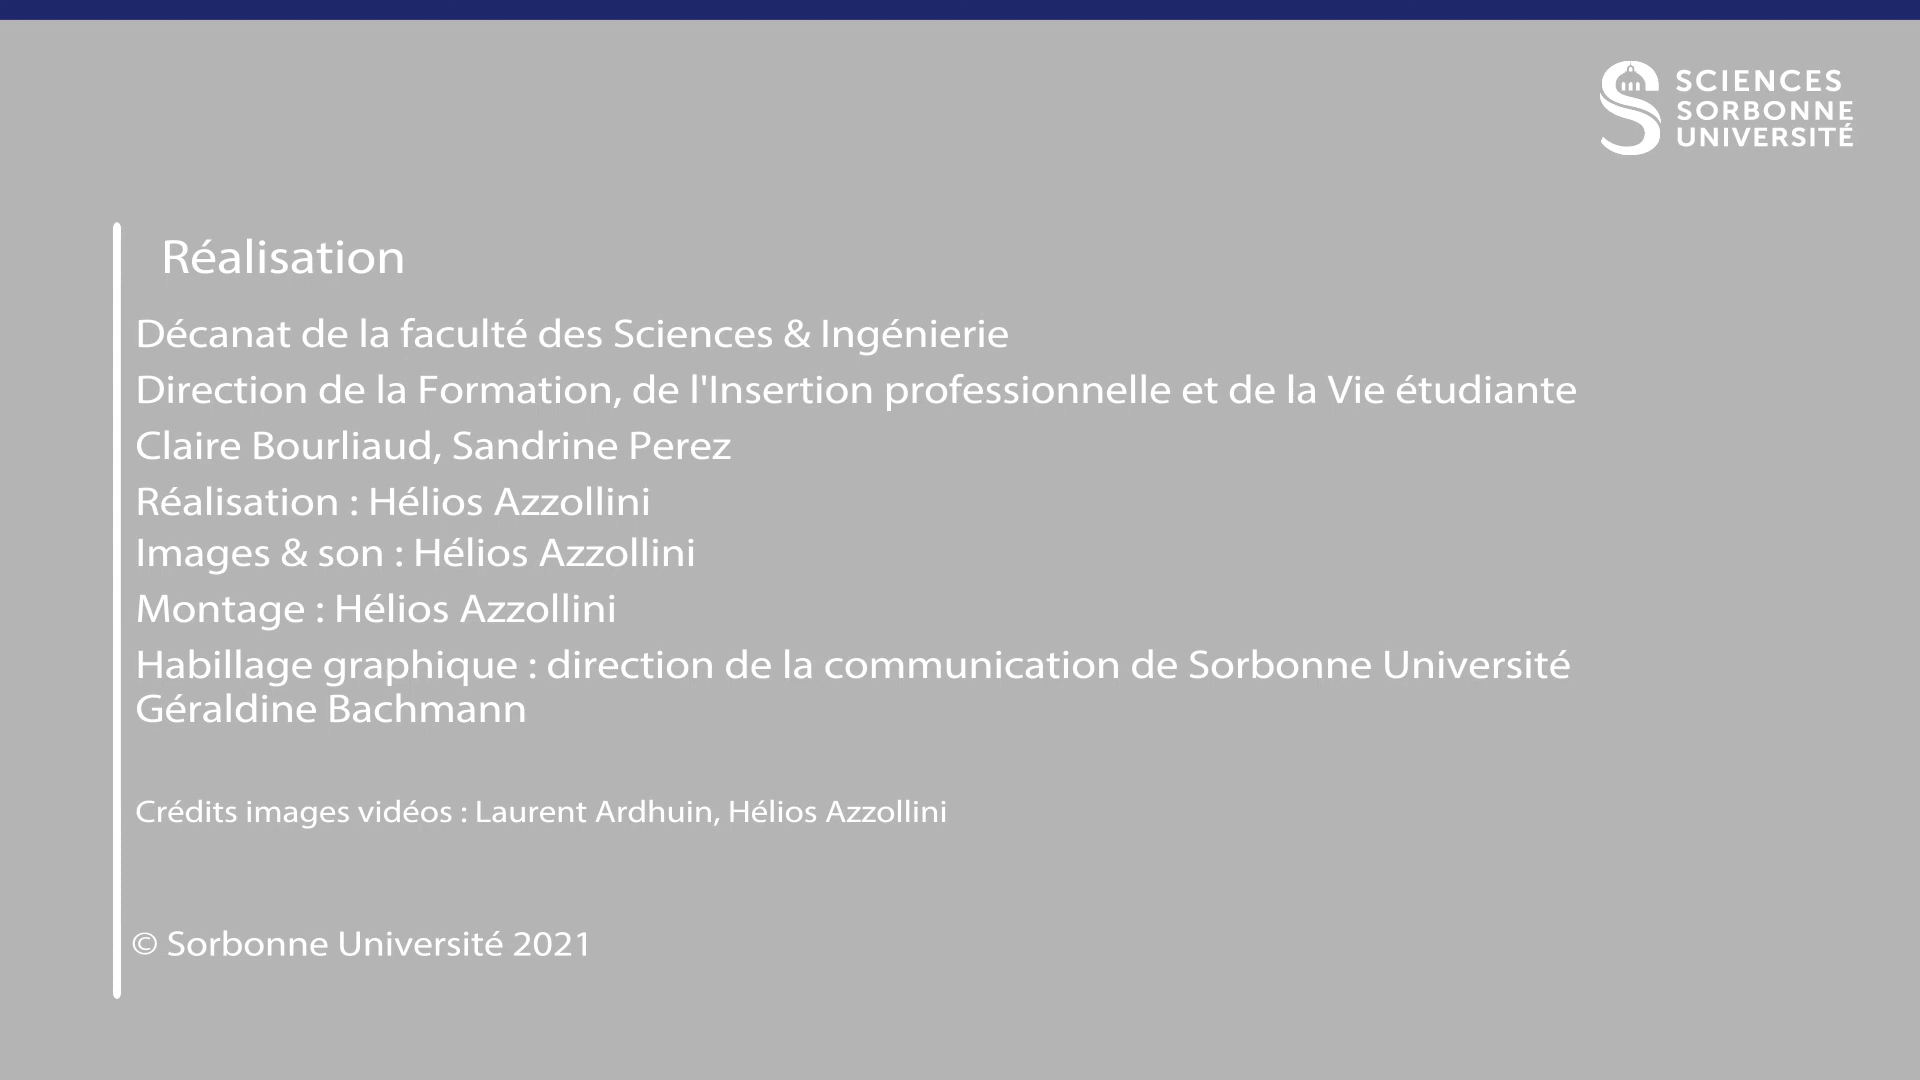 SCIENCES
SORBONNE
UNIVERSITÉ
Réalisation
Décanat de la faculté des Sciences & Ingénierie
Direction de la Formation, de l'Insertion professionnelle et de la Vie étudiante
Claire Bourliaud, Sandrine Perez
Réalisation : Hélios Azzollini
Images & son : Hélios Azzollini
Montage : Hélios Azzollini
Habillage graphique : direction de la communication de Sorbonne Université
Géraldine Bachmann
Crédits images vidéos : Laurent Ardhuin, Hélios Azzollini
© Sorbonne Université 2021